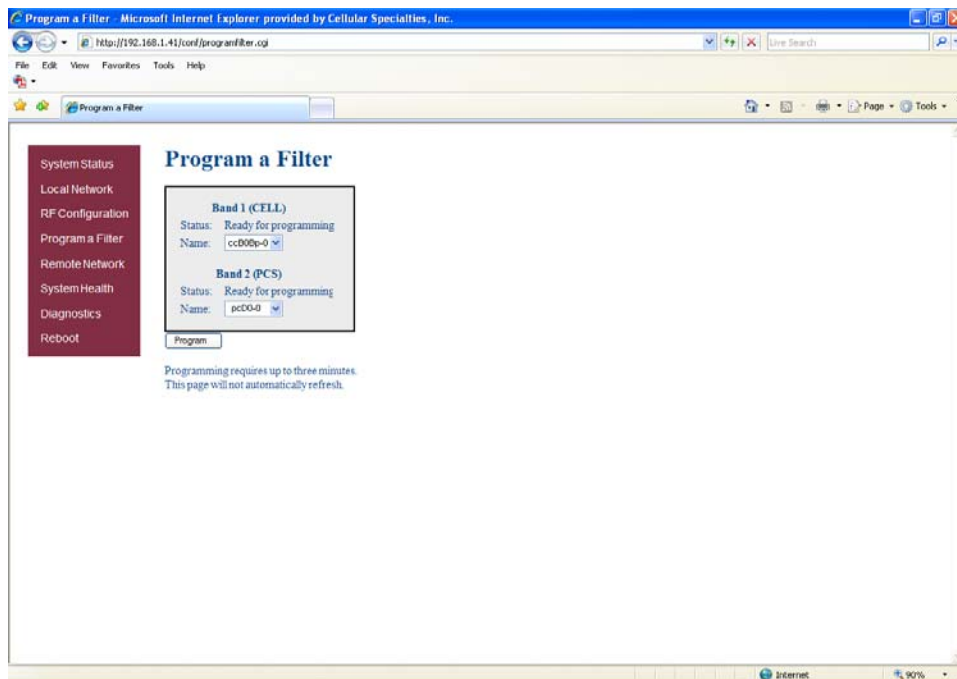 Program a Filter - Microsoft Internet Explorer provided by Cellular Specialties, Inc.
http://192.168.1.41/conf/programfilter.cgi
Live Search
File Edit View Favorites Tools Help
Program a Filter
Page Tools
System Status
Local Network
RF Configuration
Program a Filter
Remote Network
System Health
Diagnostics
Reboot
Program a Filter
Band 1 (CELL)
Status: Ready for programming
Name: ccB0Bp-0
Band 2 (PCS)
Status: Ready for programming
Name: pcD0-0
Program
Programming requires up to three minutes.
This page will not automatically refresh.
Internet
90%